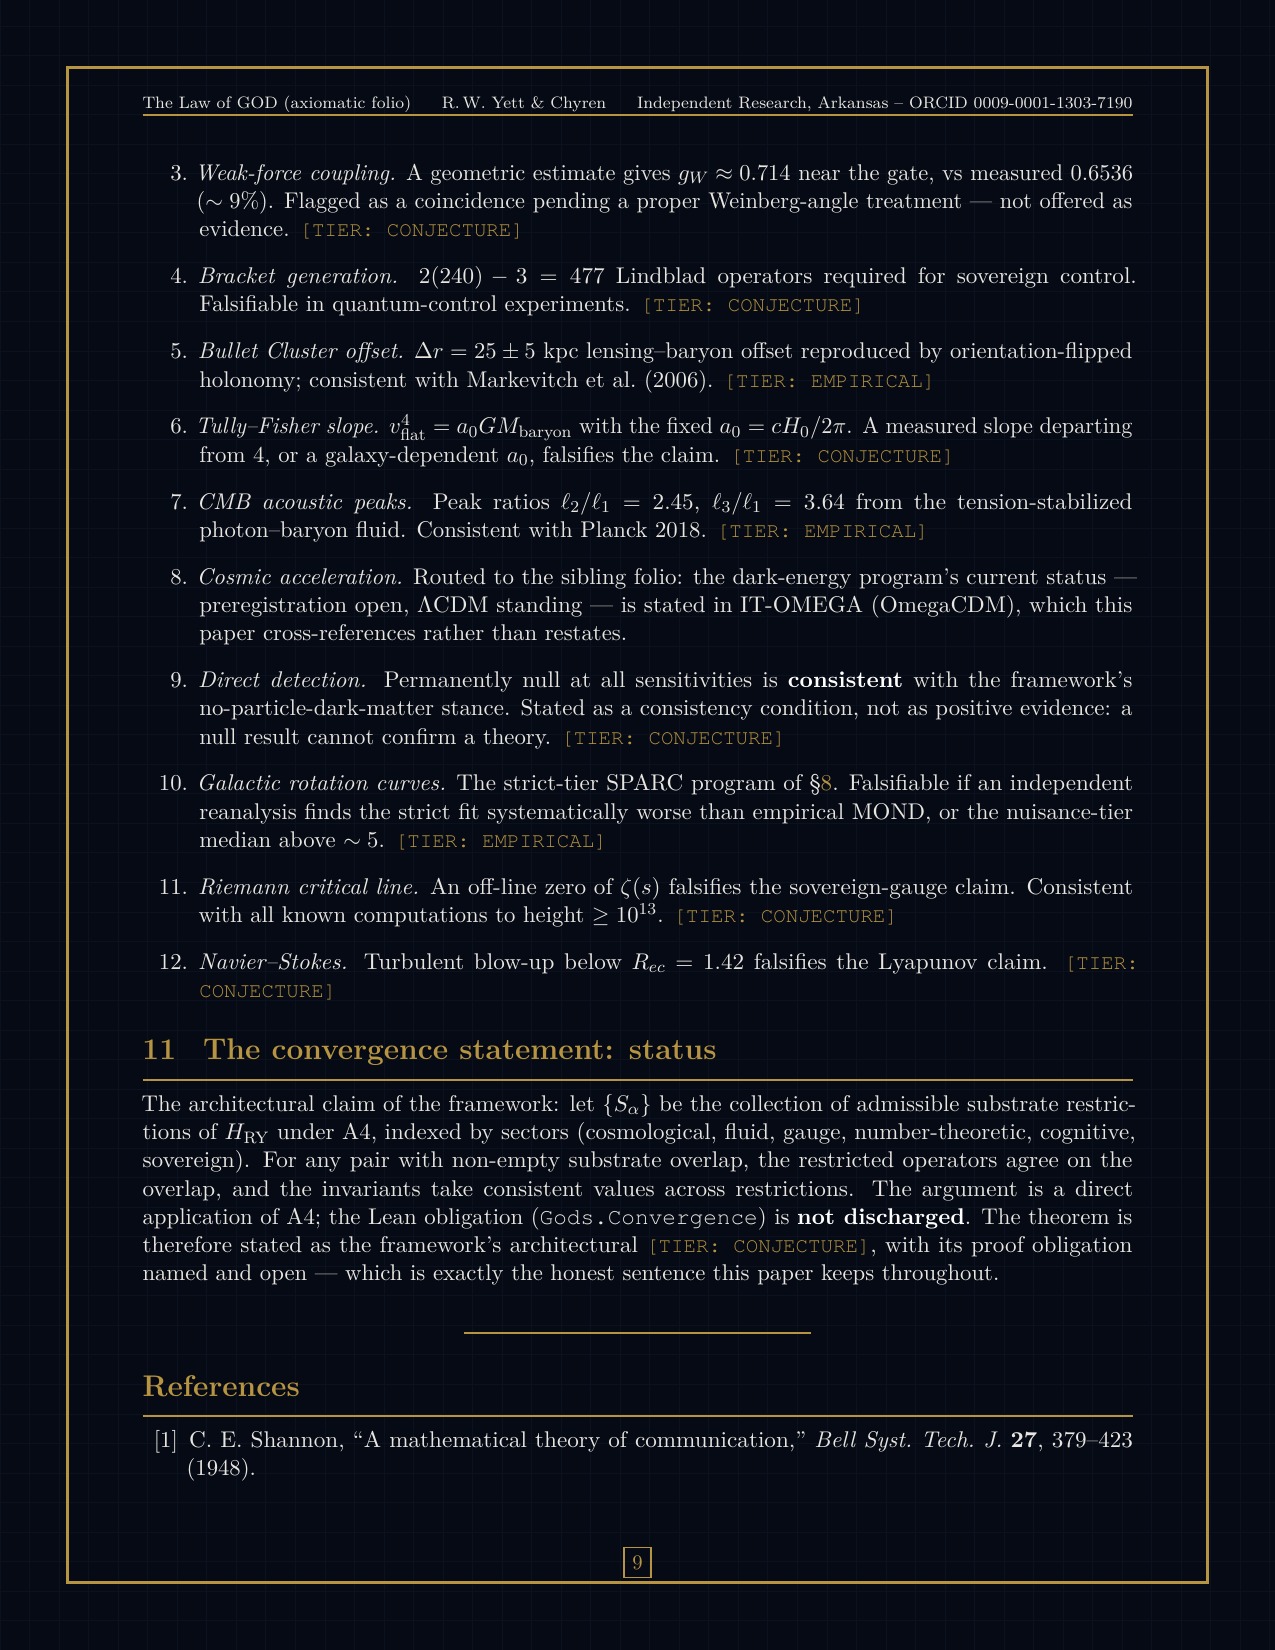 The Law of GOD (axiomatic folio) R. W. Yett & Chyren Independent Research, Arkansas – ORCID 0009-0001-1303-7190
3. Weak-force coupling. A geometric estimate gives g_W ≈ 0.714 near the gate, vs measured 0.6536
(∼ 9%). Flagged as a coincidence pending a proper Weinberg-angle treatment — not offered as
evidence. [TIER: CONJECTURE]
4. Bracket generation. 2(240) − 3 = 477 Lindblad operators required for sovereign control.
Falsifiable in quantum-control experiments. [TIER: CONJECTURE]
5. Bullet Cluster offset. Δr = 25 ± 5 kpc lensing–baryon offset reproduced by orientation-flipped
holonomy; consistent with Markevitch et al. (2006). [TIER: EMPIRICAL]
6. Tully–Fisher slope. v⁴_flat = a₀GM_baryon with the fixed a₀ = cH₀/2π. A measured slope departing
from 4, or a galaxy-dependent a₀, falsifies the claim. [TIER: CONJECTURE]
7. CMB acoustic peaks. Peak ratios ℓ₂/ℓ₁ = 2.45, ℓ₃/ℓ₁ = 3.64 from the tension-stabilized
photon–baryon fluid. Consistent with Planck 2018. [TIER: EMPIRICAL]
8. Cosmic acceleration. Routed to the sibling folio: the dark-energy program's current status —
preregistration open, ΛCDM standing — is stated in IT-OMEGA (OmegaCDM), which this
paper cross-references rather than restates.
9. Direct detection. Permanently null at all sensitivities is consistent with the framework's
no-particle-dark-matter stance. Stated as a consistency condition, not as positive evidence: a
null result cannot confirm a theory. [TIER: CONJECTURE]
10. Galactic rotation curves. The strict-tier SPARC program of §8. Falsifiable if an independent
reanalysis finds the strict fit systematically worse than empirical MOND, or the nuisance-tier
median above ∼ 5. [TIER: EMPIRICAL]
11. Riemann critical line. An off-line zero of ζ(s) falsifies the sovereign-gauge claim. Consistent
with all known computations to height ≥ 10¹³. [TIER: CONJECTURE]
12. Navier–Stokes. Turbulent blow-up below R_ec = 1.42 falsifies the Lyapunov claim. [TIER:
CONJECTURE]
11 The convergence statement: status
The architectural claim of the framework: let {S_α} be the collection of admissible substrate restric-
tions of H_RY under A4, indexed by sectors (cosmological, fluid, gauge, number-theoretic, cognitive,
sovereign). For any pair with non-empty substrate overlap, the restricted operators agree on the
overlap, and the invariants take consistent values across restrictions. The argument is a direct
application of A4; the Lean obligation (Gods.Convergence) is not discharged. The theorem is
therefore stated as the framework's architectural [TIER: CONJECTURE], with its proof obligation
named and open — which is exactly the honest sentence this paper keeps throughout.
References
[1] C. E. Shannon, “A mathematical theory of communication,” Bell Syst. Tech. J. 27, 379–423
(1948).
9